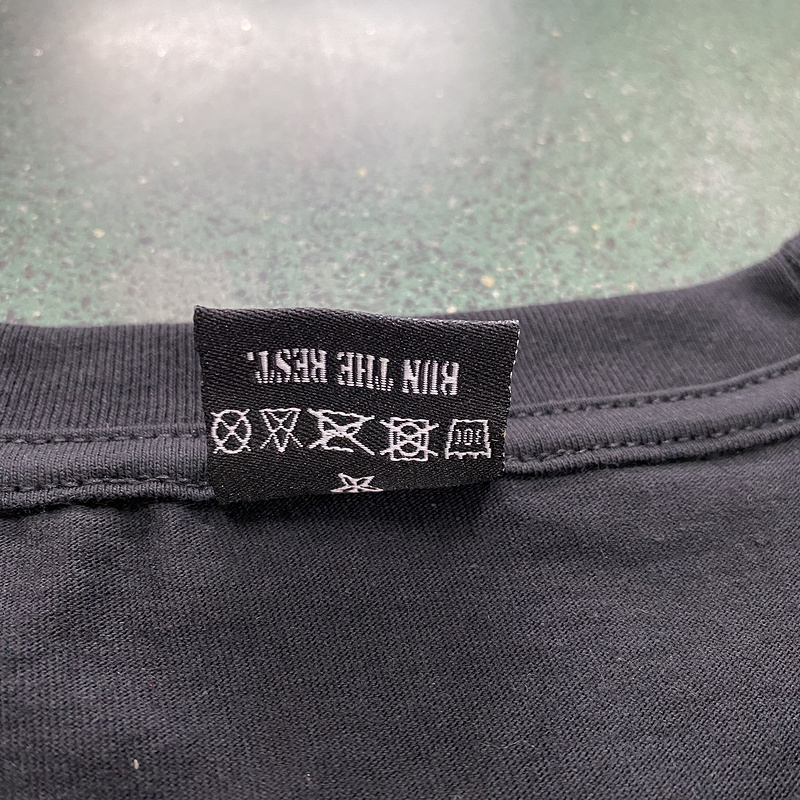 RUN THE REST.